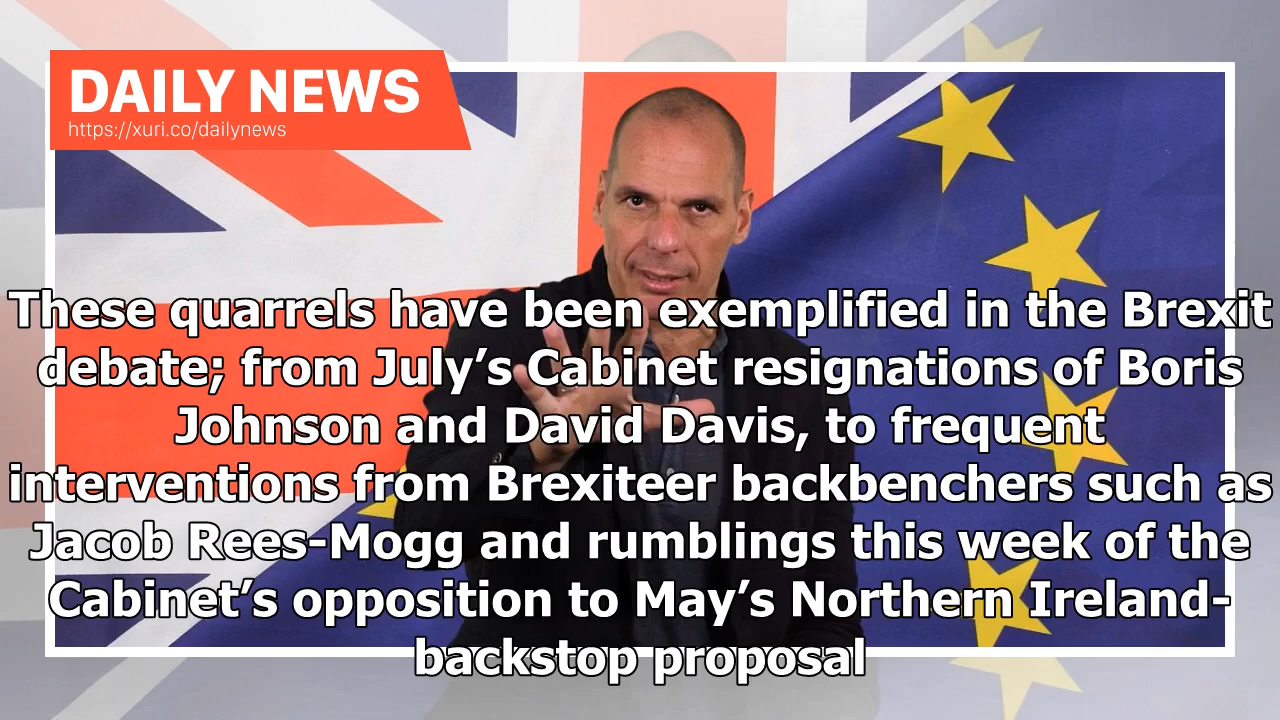 DAILY NEWS
https://xuri.co/dailynews
These quarrels have been exemplified in the Brexit
debate; from July’s Cabinet resignations of Boris
Johnson and David Davis, to frequent
interventions from Brexiteer backbenchers such as
Jacob Rees-Mogg and rumblings this week of the
Cabinet’s opposition to May’s Northern Ireland-
backstop proposal